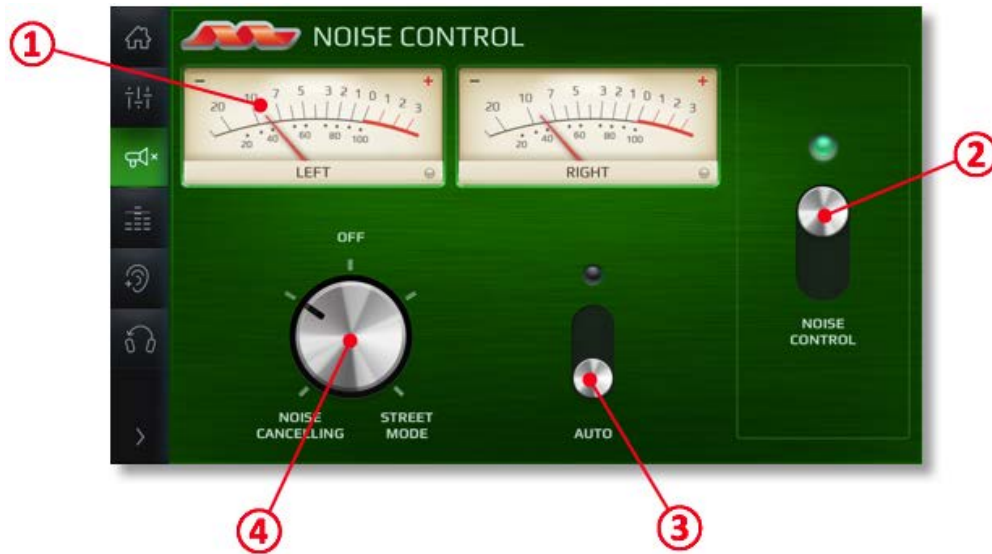 1
NOISE CONTROL
- +
20 10 7 5 3 2 1 0 1 2 3
20 40 60 80 100
LEFT
- +
20 10 7 5 3 2 1 0 1 2 3
20 40 60 80 100
RIGHT
2
OFF
NOISE
CONTROL
NOISE
CANCELLING
STREET
MODE
AUTO
4
3